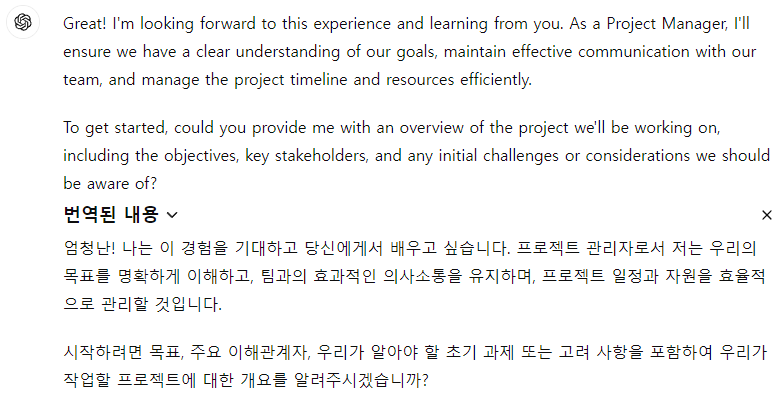 Great! I'm looking forward to this experience and learning from you. As a Project Manager, I'll
ensure we have a clear understanding of our goals, maintain effective communication with our
team, and manage the project timeline and resources efficiently.
To get started, could you provide me with an overview of the project we'll be working on,
including the objectives, key stakeholders, and any initial challenges or considerations we should
be aware of?
번역된 내용
엄청난! 나는 이 경험을 기대하고 당신에게서 배우고 싶습니다. 프로젝트 관리자로서 저는 우리의
목표를 명확하게 이해하고, 팀과의 효과적인 의사소통을 유지하며, 프로젝트 일정과 자원을 효율적
으로 관리할 것입니다.
시작하려면 목표, 주요 이해관계자, 우리가 알아야 할 초기 과제 또는 고려 사항을 포함하여 우리가
작업할 프로젝트에 대한 개요를 알려주시겠습니까?